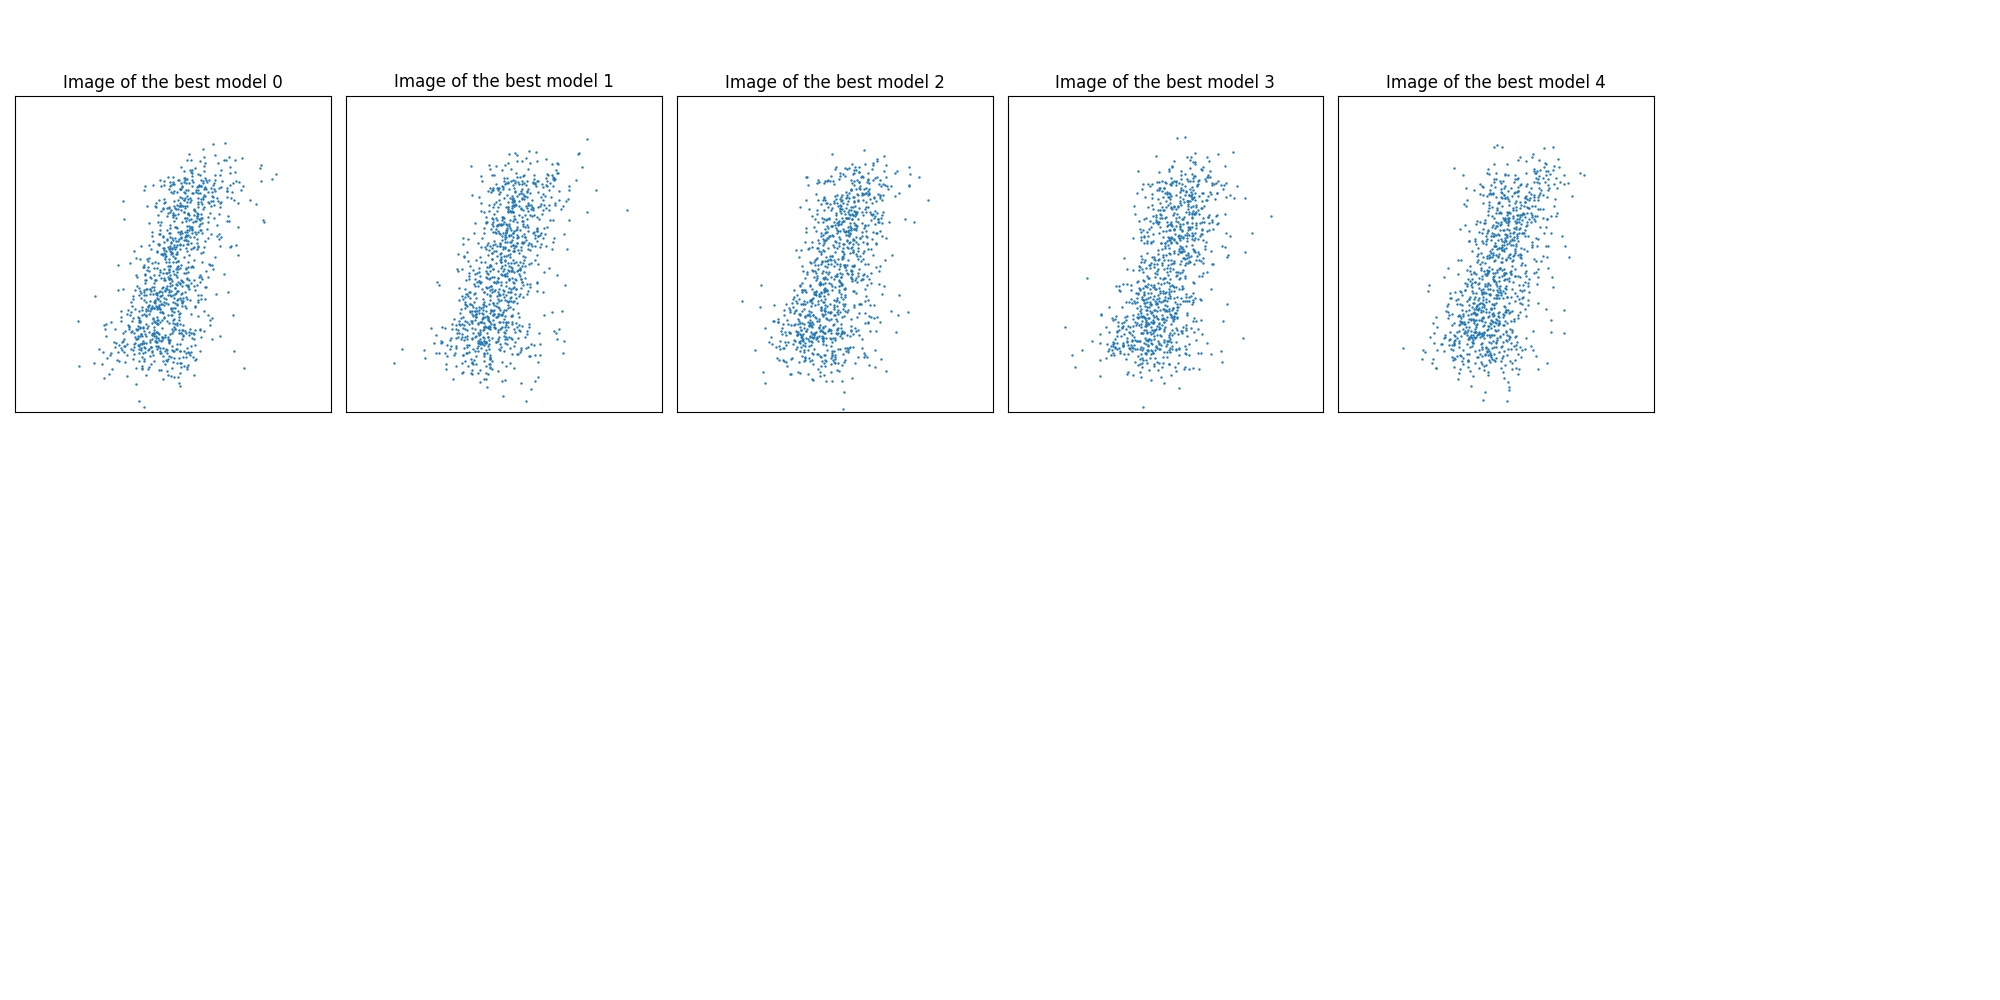 Image of the best model 0
Image of the best model 1
Image of the best model 2
Image of the best model 3
Image of the best model 4